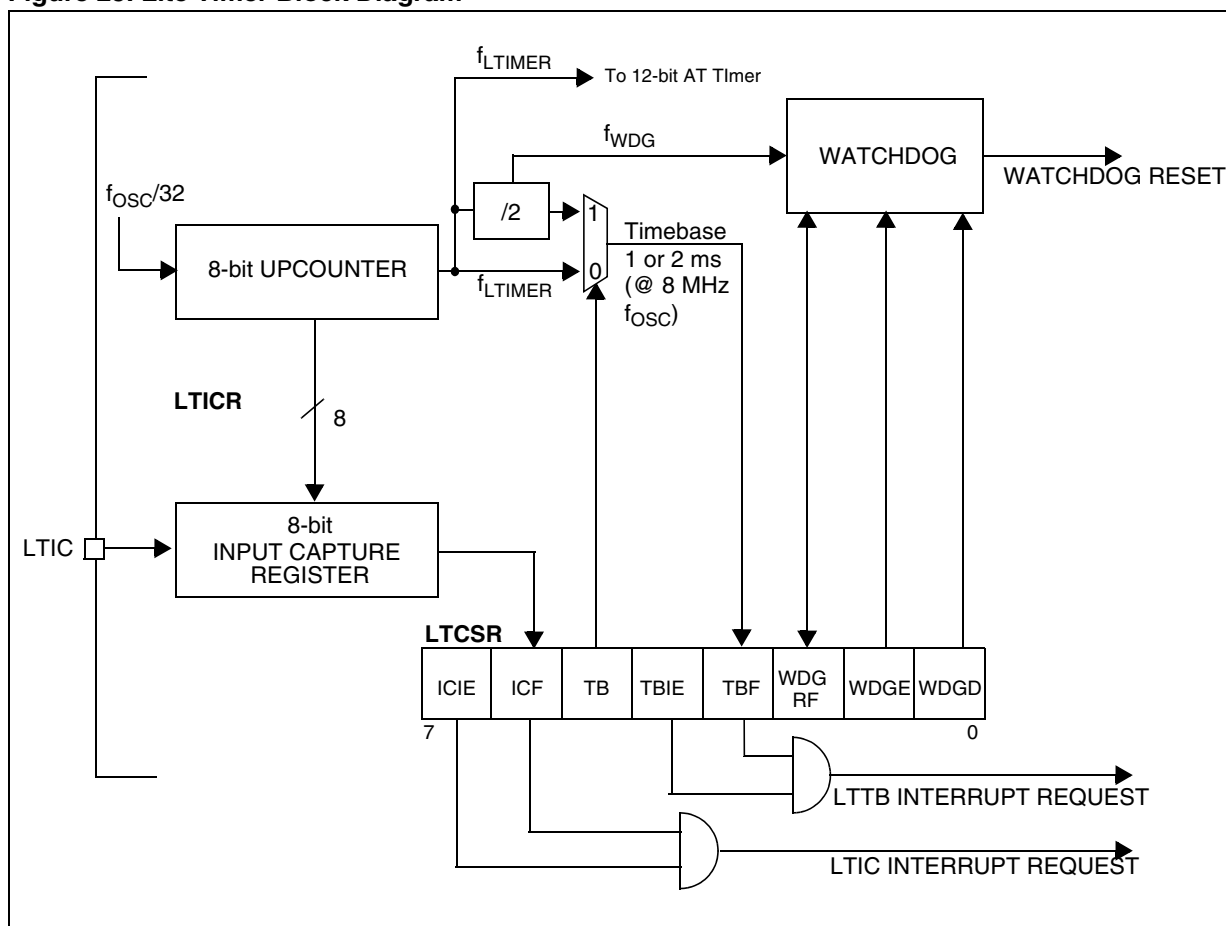 fLTIMER
To 12-bit AT TImer
fWDG
WATCHDOG
WATCHDOG RESET
fOSC/32
/2
1
Timebase
1 or 2 ms
(@ 8 MHz
fOSC)
8-bit UPCOUNTER
0
fLTIMER
LTICR
8
LTIC
8-bit
INPUT CAPTURE
REGISTER
LTCSR
ICIE
ICF
TB
TBIE
TBF
WDG
RF
WDGE
WDGD
7
0
LTTB INTERRUPT REQUEST
LTIC INTERRUPT REQUEST